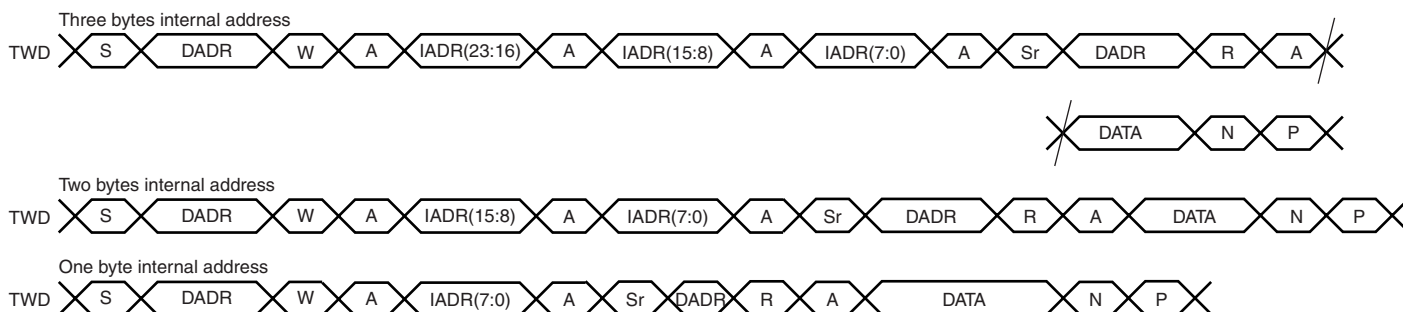 Three bytes internal address
TWD S DADR W A IADR(23:16) A IADR(15:8) A IADR(7:0) A Sr DADR R A
DATA N P
Two bytes internal address
TWD S DADR W A IADR(15:8) A IADR(7:0) A Sr DADR R A DATA N P
One byte internal address
TWD S DADR W A IADR(7:0) A Sr DADR R A DATA N P